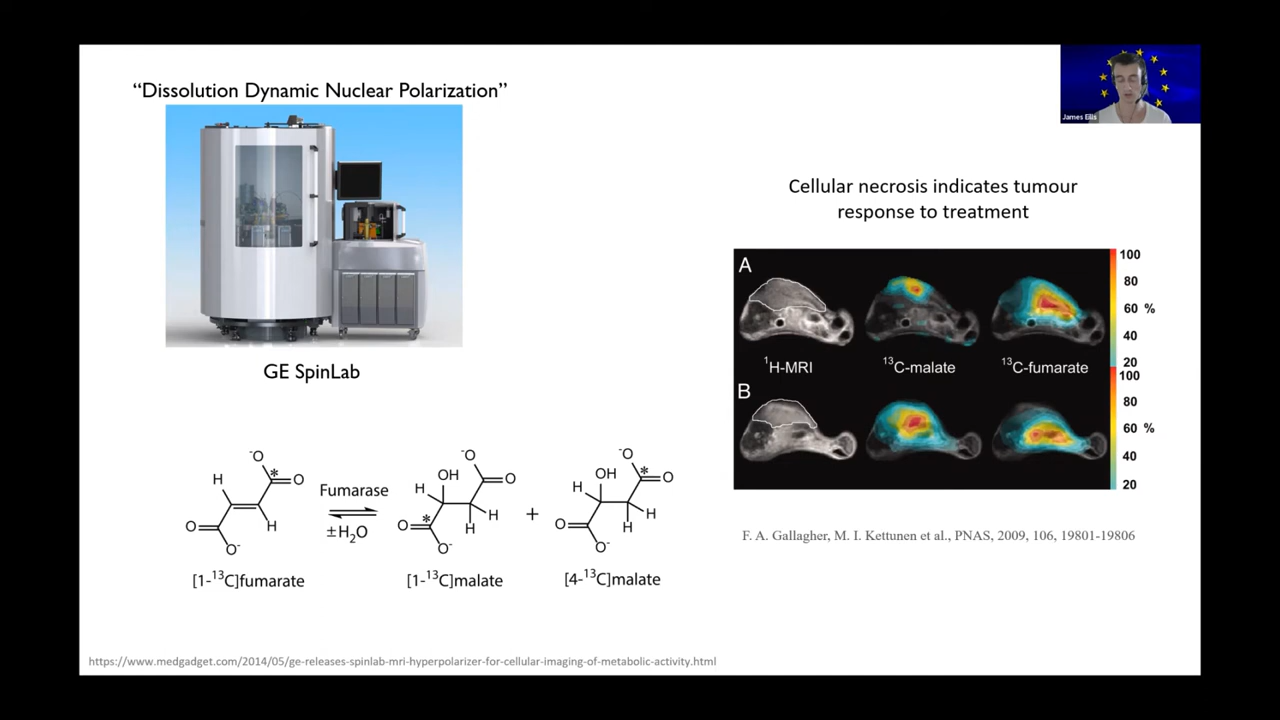 “Dissolution Dynamic Nuclear Polarization”
James Eills
Cellular necrosis indicates tumour
response to treatment
A
¹H-MRI
¹³C-malate
¹³C-fumarate
100
80
60 %
40
20
B
100
80
60 %
40
20
GE SpinLab
F. A. Gallagher, M. I. Kettunen et al., PNAS, 2009, 106, 19801-19806
⁻O
* O
H
H
O
O⁻
Fumarase
±H₂O
⁻O
OH
O
H
H
O *
H
O⁻
+
⁻O
OH
* O
H
H
O
H
O⁻
[1-¹³C]fumarate
[1-¹³C]malate
[4-¹³C]malate
https://www.medgadget.com/2014/05/ge-releases-spinlab-mri-hyperpolarizer-for-cellular-imaging-of-metabolic-activity.html